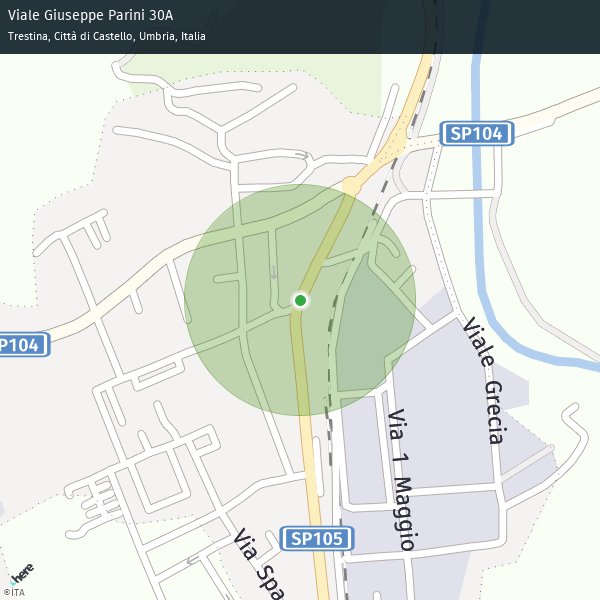 Viale Giuseppe Parini 30A
Trestina, Città di Castello, Umbria, Italia
SP104
P104
Viale Grecia
Via 1 Maggio
SP105
Via Spa
here
©ITA